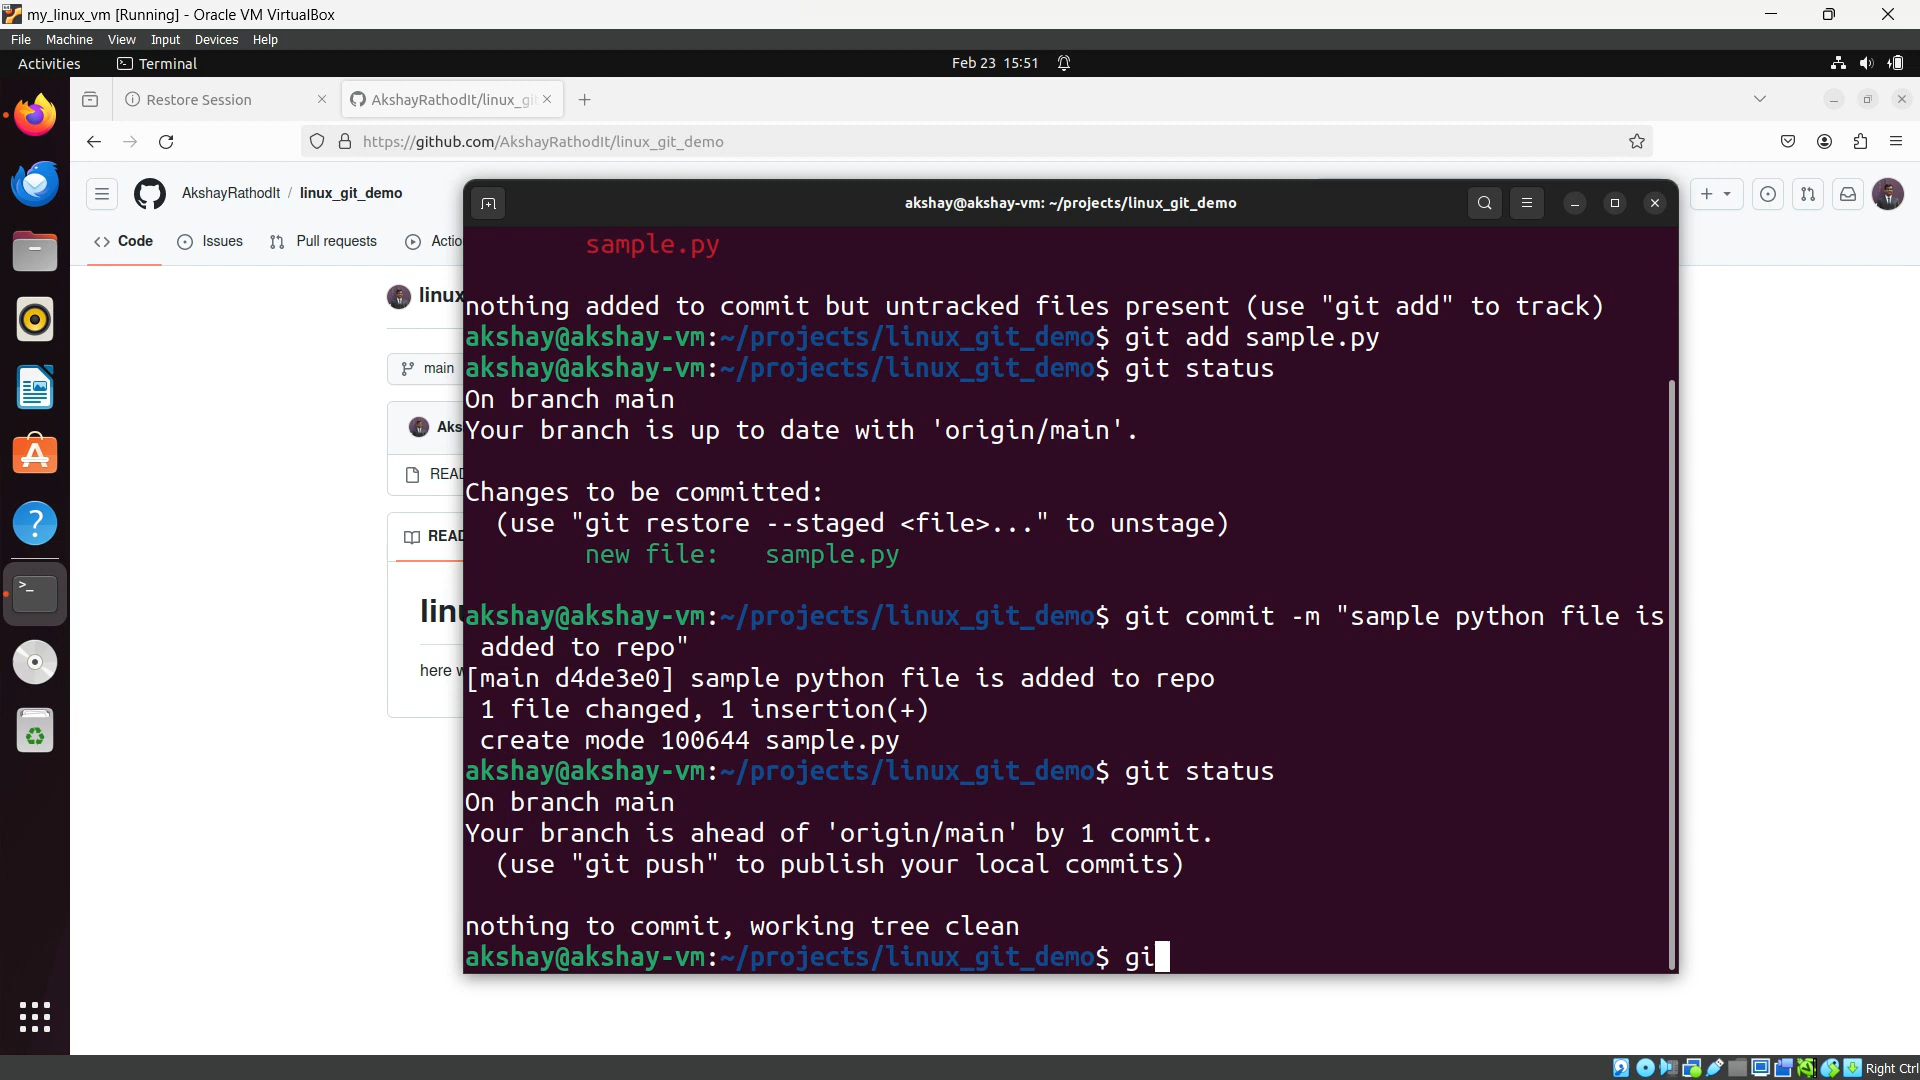 my_linux_vm [Running] - Oracle VM VirtualBox
File Machine View Input Devices Help
Activities Terminal Feb 23 15:51
Restore Session AkshayRathodIt/linux_git
https://github.com/AkshayRathodIt/linux_git_demo
AkshayRathodIt / linux_git_demo
Code Issues Pull requests Actio
linux
main
Aks
READ
READ
linu
here w
akshay@akshay-vm: ~/projects/linux_git_demo
sample.py
nothing added to commit but untracked files present (use "git add" to track)
akshay@akshay-vm:~/projects/linux_git_demo$ git add sample.py
akshay@akshay-vm:~/projects/linux_git_demo$ git status
On branch main
Your branch is up to date with 'origin/main'.
Changes to be committed:
(use "git restore --staged <file>..." to unstage)
new file: sample.py
akshay@akshay-vm:~/projects/linux_git_demo$ git commit -m "sample python file is
added to repo"
[main d4de3e0] sample python file is added to repo
1 file changed, 1 insertion(+)
create mode 100644 sample.py
akshay@akshay-vm:~/projects/linux_git_demo$ git status
On branch main
Your branch is ahead of 'origin/main' by 1 commit.
(use "git push" to publish your local commits)
nothing to commit, working tree clean
akshay@akshay-vm:~/projects/linux_git_demo$ gi
Right Ctrl